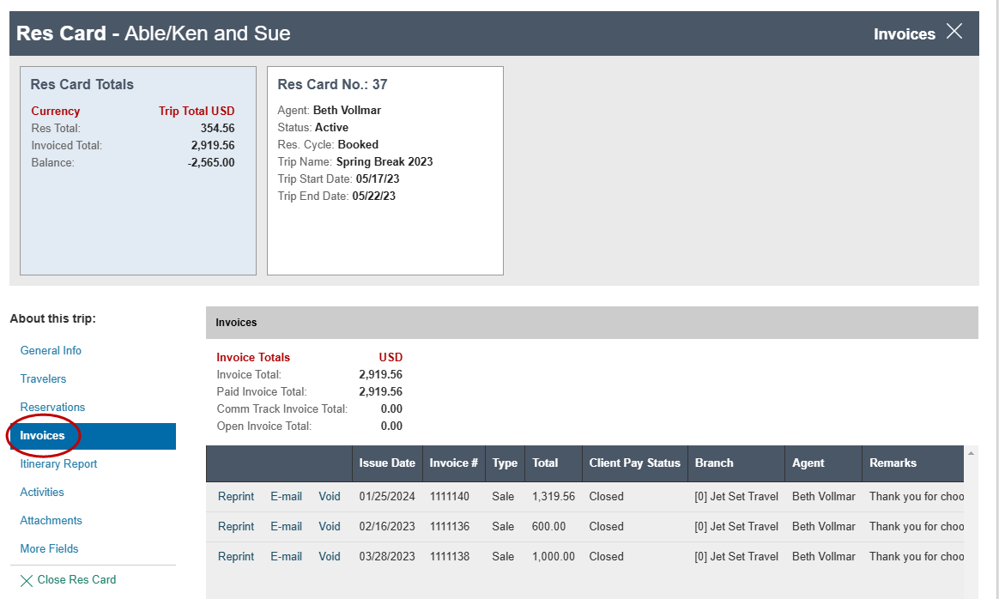 Res Card - Able/Ken and Sue
Invoices
Res Card Totals
Currency Trip Total USD
Res Total: 354.56
Invoiced Total: 2,919.56
Balance: -2,565.00
Res Card No.: 37
Agent: Beth Vollmar
Status: Active
Res. Cycle: Booked
Trip Name: Spring Break 2023
Trip Start Date: 05/17/23
Trip End Date: 05/22/23
About this trip:
General Info
Travelers
Reservations
Invoices
Itinerary Report
Activities
Attachments
More Fields
Close Res Card
Invoices
Invoice Totals USD
Invoice Total: 2,919.56
Paid Invoice Total: 2,919.56
Comm Track Invoice Total: 0.00
Open Invoice Total: 0.00
Issue Date Invoice # Type Total Client Pay Status Branch Agent Remarks
Reprint E-mail Void 01/25/2024 1111140 Sale 1,319.56 Closed [0] Jet Set Travel Beth Vollmar Thank you for choo
Reprint E-mail Void 02/16/2023 1111136 Sale 600.00 Closed [0] Jet Set Travel Beth Vollmar Thank you for choo
Reprint E-mail Void 03/28/2023 1111138 Sale 1,000.00 Closed [0] Jet Set Travel Beth Vollmar Thank you for choo